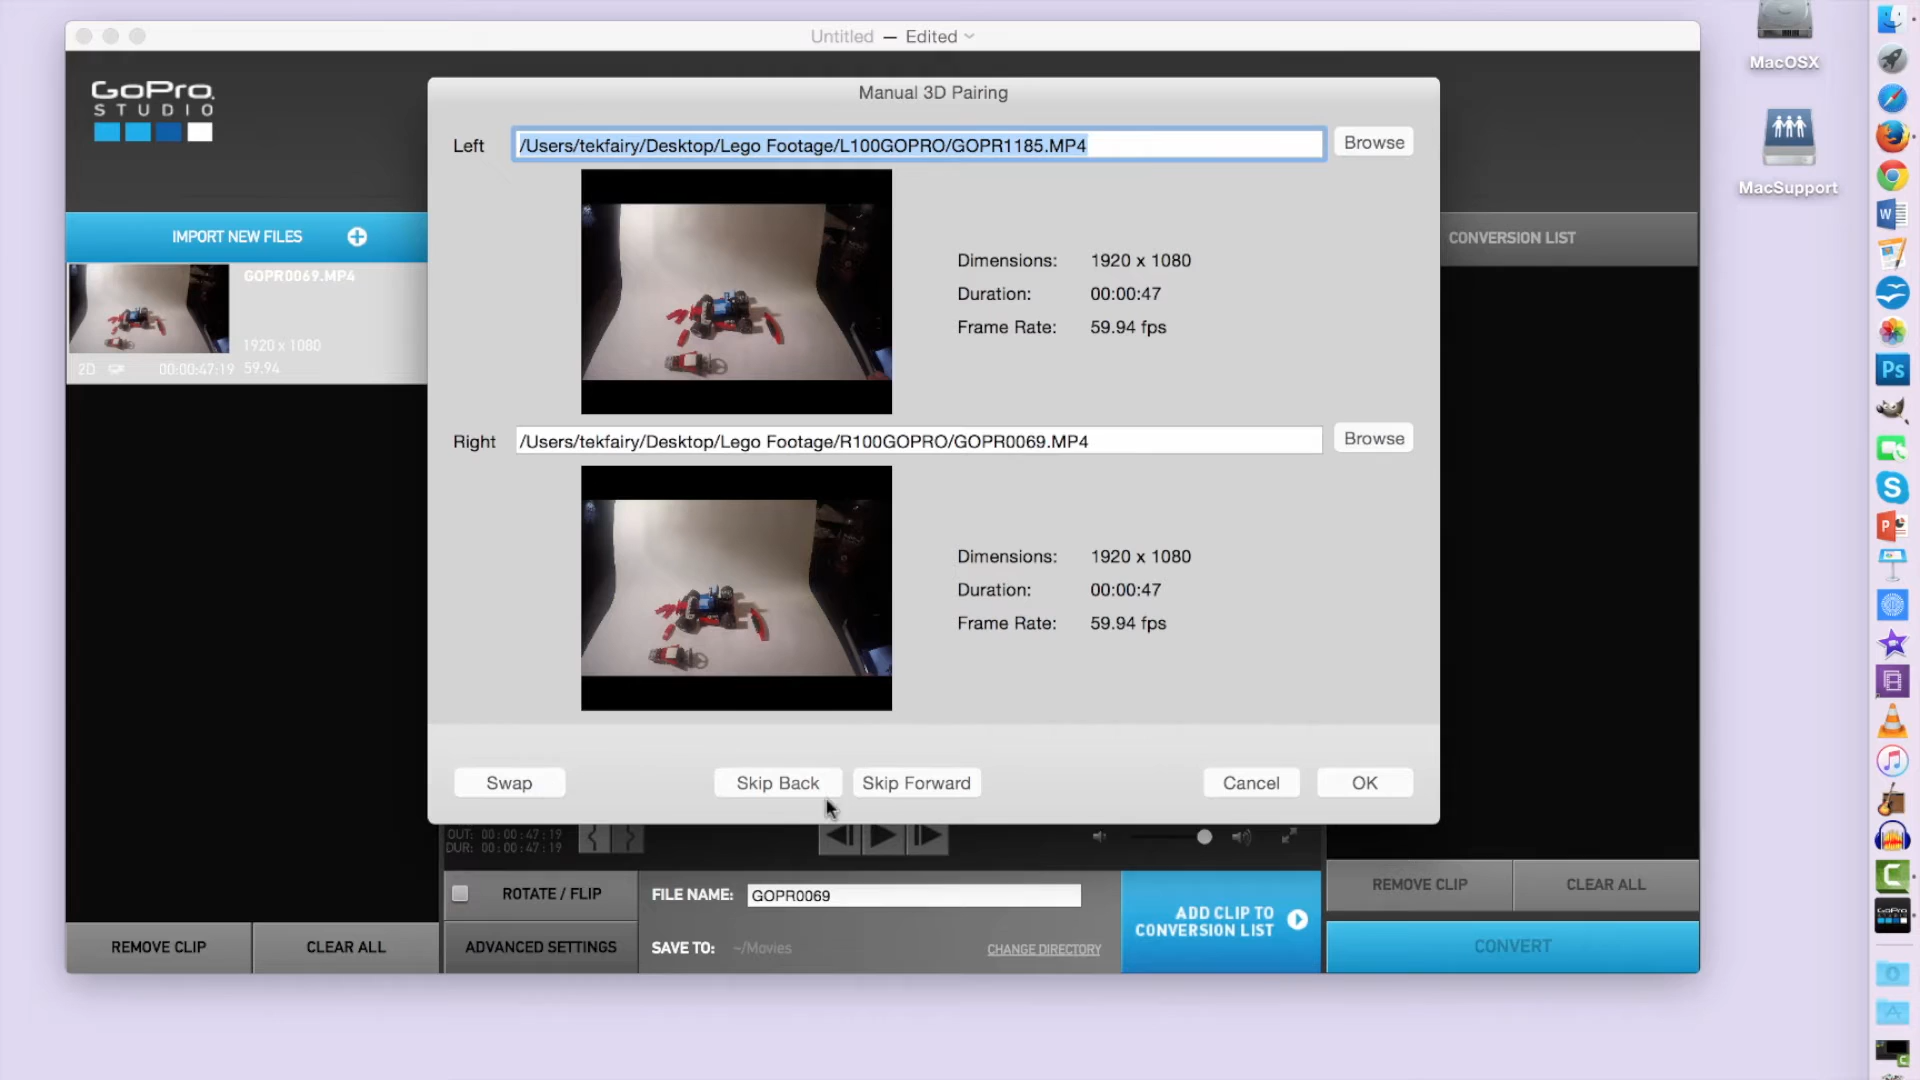 Untitled — Edited
MacOSX
MacSupport
GoPro
STUDIO
IMPORT NEW FILES
GOPR0069.MP4
1920 x 1080
2D 00:00:47:19 59.94
Manual 3D Pairing
Left /Users/tekfairy/Desktop/Lego Footage/L100GOPRO/GOPR1185.MP4 Browse
Dimensions: 1920 x 1080
Duration: 00:00:47
Frame Rate: 59.94 fps
Right /Users/tekfairy/Desktop/Lego Footage/R100GOPRO/GOPR0069.MP4 Browse
Dimensions: 1920 x 1080
Duration: 00:00:47
Frame Rate: 59.94 fps
Swap Skip Back Skip Forward Cancel OK
CONVERSION LIST
OUT: 00:00:47:19
DUR: 00:00:47:19
ROTATE / FLIP
FILE NAME: GOPR0069
ADVANCED SETTINGS
SAVE TO: ~/Movies CHANGE DIRECTORY
ADD CLIP TO
CONVERSION LIST
REMOVE CLIP CLEAR ALL
REMOVE CLIP CLEAR ALL
CONVERT
W
Ps
S
P
C
GoPro